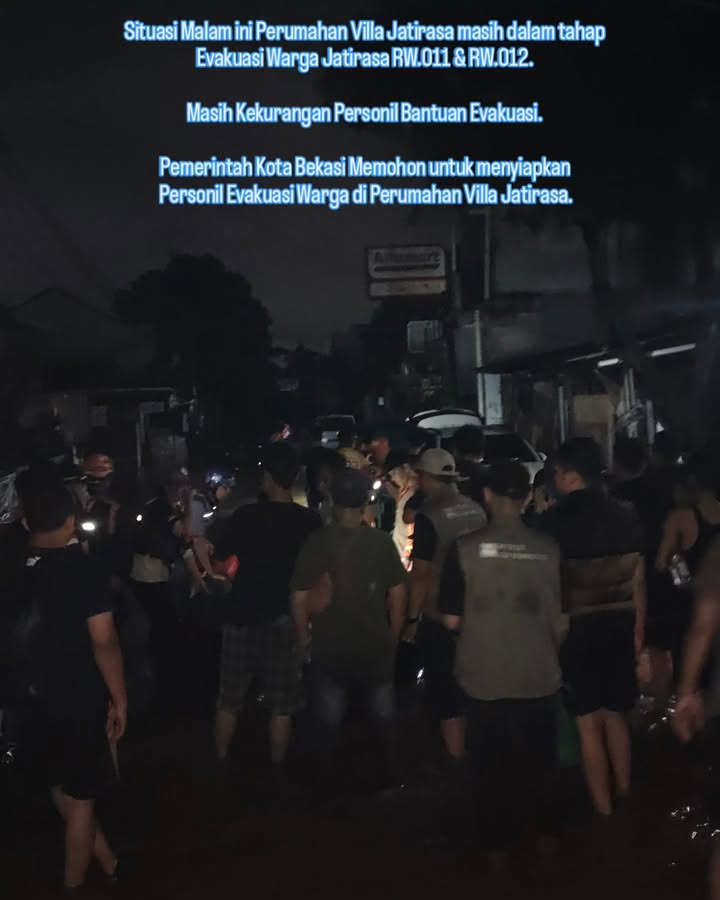 Situasi Malam ini Perumahan Villa Jatirasa masih dalam tahap
Evakuasi Warga Jatirasa RW.011 & RW.012.
Masih Kekurangan Personil Bantuan Evakuasi.
Pemerintah Kota Bekasi Memohon untuk menyiapkan
Personil Evakuasi Warga di Perumahan Villa Jatirasa.
Alfamart